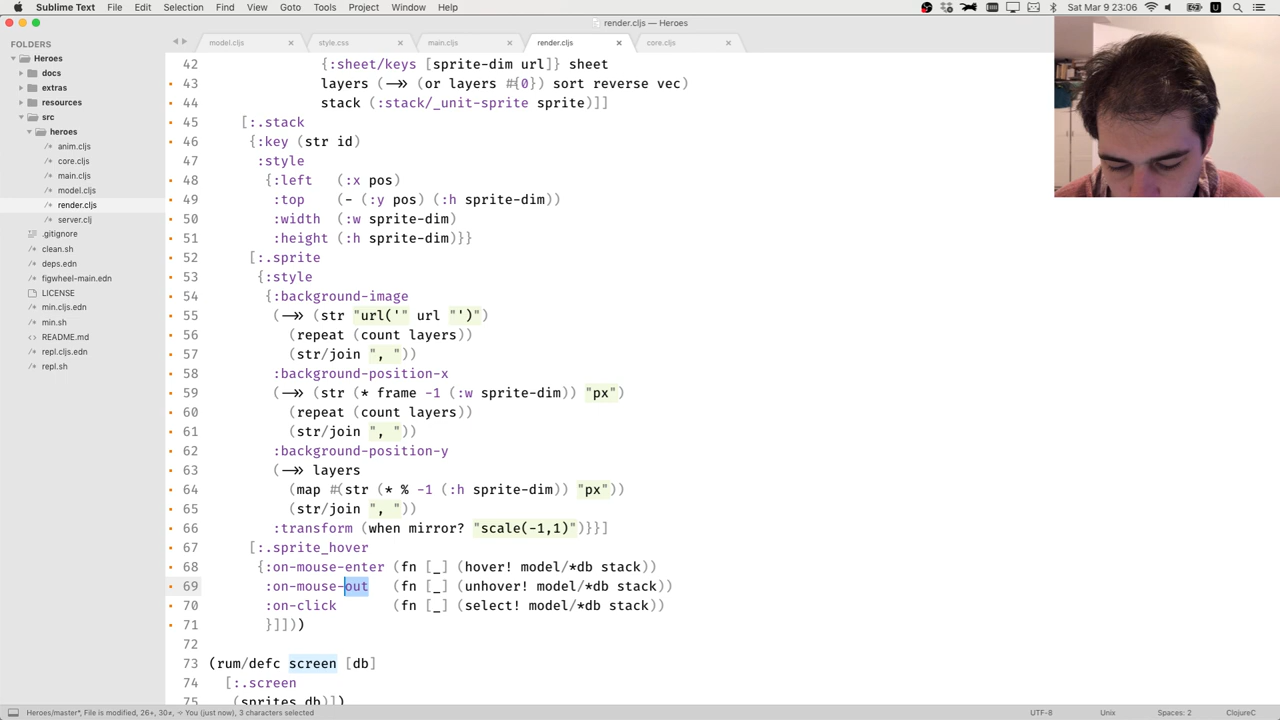 Sublime Text File Edit Selection Find View Goto Tools Project Window Help Sat Mar 9 23:06
render.cljs — Heroes
FOLDERS
Heroes
docs
extras
resources
src
heroes
/* anim.cljs
/* core.cljs
/* main.cljs
/* model.cljs
/* render.cljs
/* server.clj
.gitignore
/* clean.sh
/* deps.edn
/* figwheel-main.edn
LICENSE
/* min.cljs.edn
/* min.sh
<> README.md
/* repl.cljs.edn
/* repl.sh
model.cljs style.css main.cljs render.cljs core.cljs
42 {:sheet/keys [sprite-dim url]} sheet
43 layers (->> (or layers #{0}) sort reverse vec)
44 stack (:stack/_unit-sprite sprite)]]
45 [:.stack
46 {:key (str id)
47 :style
48 {:left (:x pos)
49 :top (- (:y pos) (:h sprite-dim))
50 :width (:w sprite-dim)
51 :height (:h sprite-dim)}}
52 [:.sprite
53 {:style
54 {:background-image
55 (->> (str "url('" url "')")
56 (repeat (count layers))
57 (str/join ", "))
58 :background-position-x
59 (->> (str (* frame -1 (:w sprite-dim)) "px")
60 (repeat (count layers))
61 (str/join ", "))
62 :background-position-y
63 (->> layers
64 (map #(str (* % -1 (:h sprite-dim)) "px"))
65 (str/join ", "))
66 :transform (when mirror? "scale(-1,1)")}}]
67 [:.sprite_hover
68 {:on-mouse-enter (fn [_] (hover! model/*db stack))
69 :on-mouse-out (fn [_] (unhover! model/*db stack))
70 :on-click (fn [_] (select! model/*db stack))
71 }]]))
72
73 (rum/defc screen [db]
74 [:.screen
75 (sprites db)])
Heroes/master*, File is modified, 26+, 30≠, You (just now), 3 characters selected UTF-8 Unix Spaces: 2 ClojureC